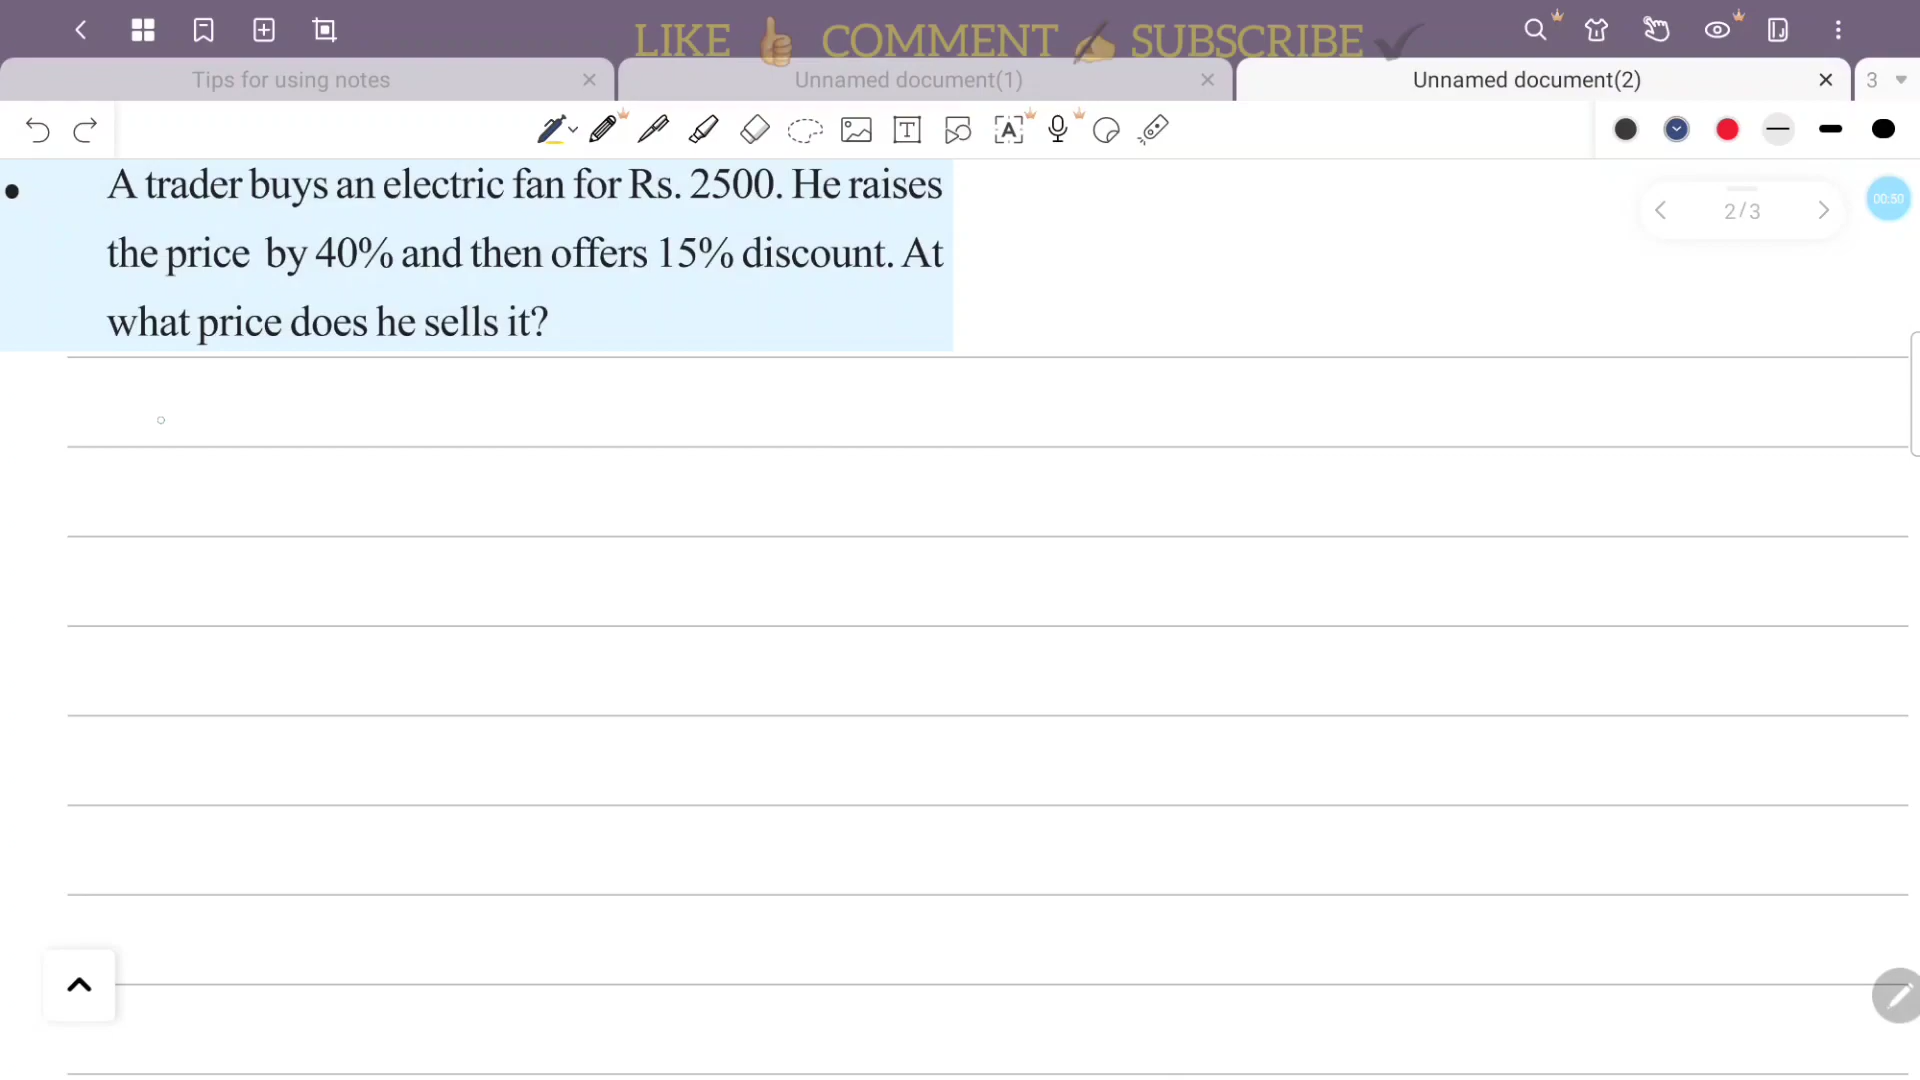 LIKE 👍 COMMENT ✍ SUBSCRIBE ✔
Tips for using notes
Unnamed document(1)
Unnamed document(2)
3
A trader buys an electric fan for Rs. 2500. He raises
the price by 40% and then offers 15% discount. At
what price does he sells it?
2/3
00:50